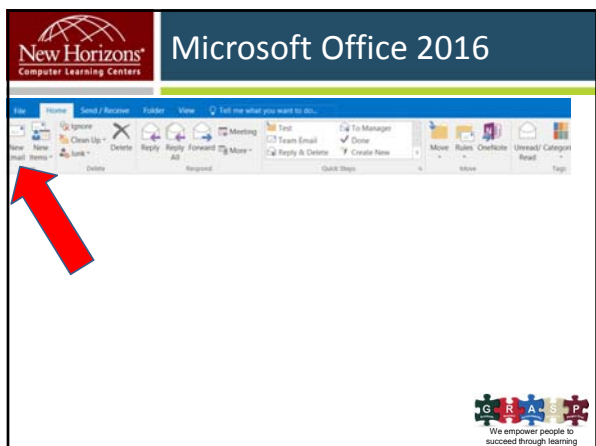 New Horizons®
Computer Learning Centers
Microsoft Office 2016
File Home Send / Receive Folder View Tell me what you want to do...
New
Email
New
Items
Ignore
Clean Up
Junk
Delete
Delete
Reply
Reply
All
Forward
Meeting
More
Respond
Test
Team Email
Reply & Delete
To Manager
Done
Create New
Quick Steps
Move
Rules
OneNote
Move
Unread/
Read
Categori
Tags
G R A S P
We empower people to
succeed through learning